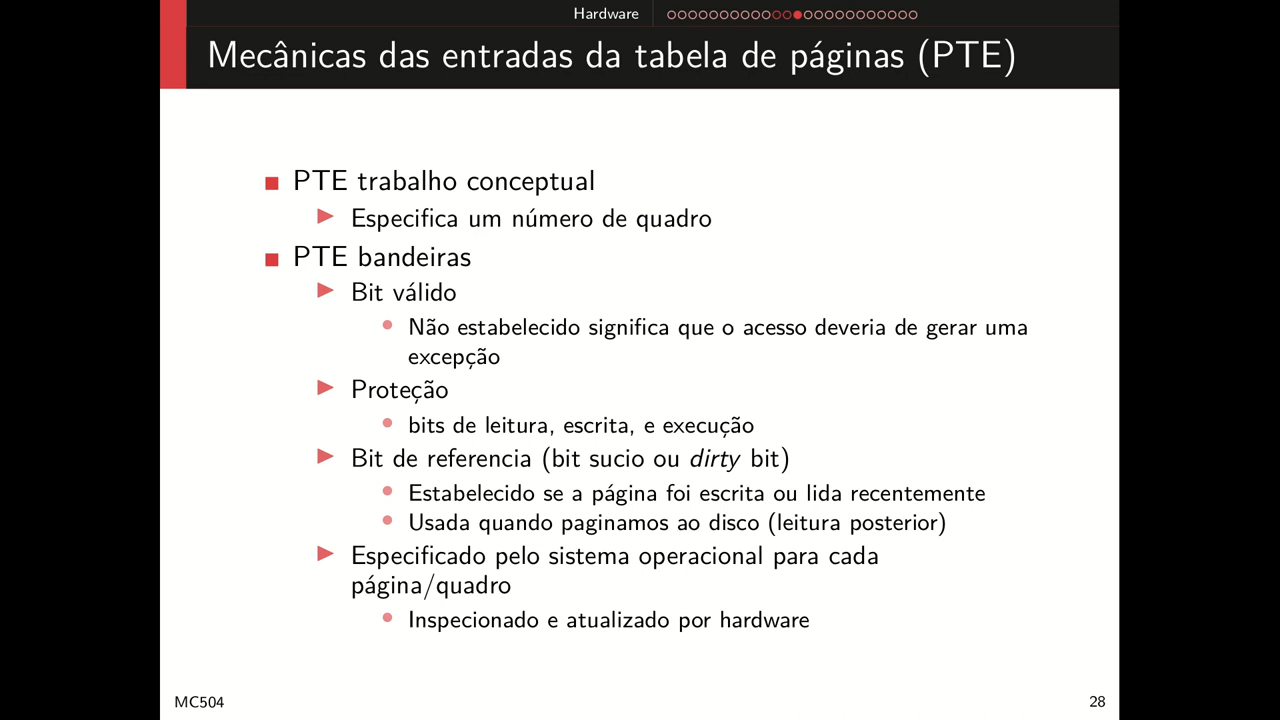 Hardware
Mecânicas das entradas da tabela de páginas (PTE)
PTE trabalho conceptual
Especifica um número de quadro
PTE bandeiras
Bit válido
Não estabelecido significa que o acesso deveria de gerar uma
excepção
Proteção
bits de leitura, escrita, e execução
Bit de referencia (bit sucio ou dirty bit)
Estabelecido se a página foi escrita ou lida recentemente
Usada quando paginamos ao disco (leitura posterior)
Especificado pelo sistema operacional para cada
página/quadro
Inspecionado e atualizado por hardware
MC504
28